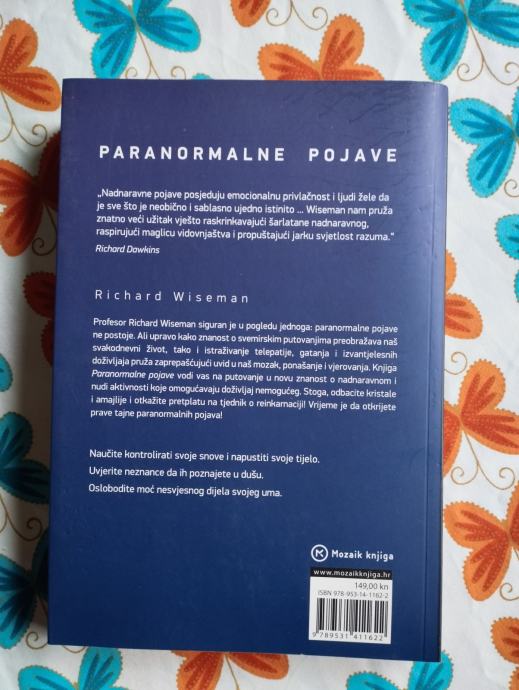 PARANORMALNE POJAVE
„Nadnaravne pojave posjeduju emocionalnu privlačnost i ljudi žele da
je sve što je neobično i sablasno ujedno istinito ... Wiseman nam pruža
znatno veći užitak vješto raskrinkavajući šarlatane nadnaravnog,
raspirujući maglicu vidovnjaštva i propuštajući jarku svjetlost razuma.“
Richard Dawkins
Richard Wiseman
Profesor Richard Wiseman siguran je u pogledu jednoga: paranormalne pojave
ne postoje. Ali upravo kako znanost o svemirskim putovanjima preobražava naš
svakodnevni život, tako i istraživanje telepatije, gatanja i izvantjelesnih
doživljaja pruža zaprepašćujući uvid u naš mozak, ponašanje i vjerovanja. Knjiga
Paranormalne pojave vodi vas na putovanje u novu znanost o nadnaravnom i
nudi aktivnosti koje omogućavaju doživljaj nemogućeg. Stoga, odbacite kristale
i amajlije i otkažite pretplatu na tjednik o reinkarnaciji! Vrijeme je da otkrijete
prave tajne paranormalnih pojava!
Naučite kontrolirati svoje snove i napustiti svoje tijelo.
Uvjerite neznance da ih poznajete u dušu.
Oslobodite moć nesvjesnog dijela svojeg uma.
Mozaik knjiga
www.mozaikknjiga.hr
149,00 kn
ISBN 978-953-14-1162-2
9 789531 411622